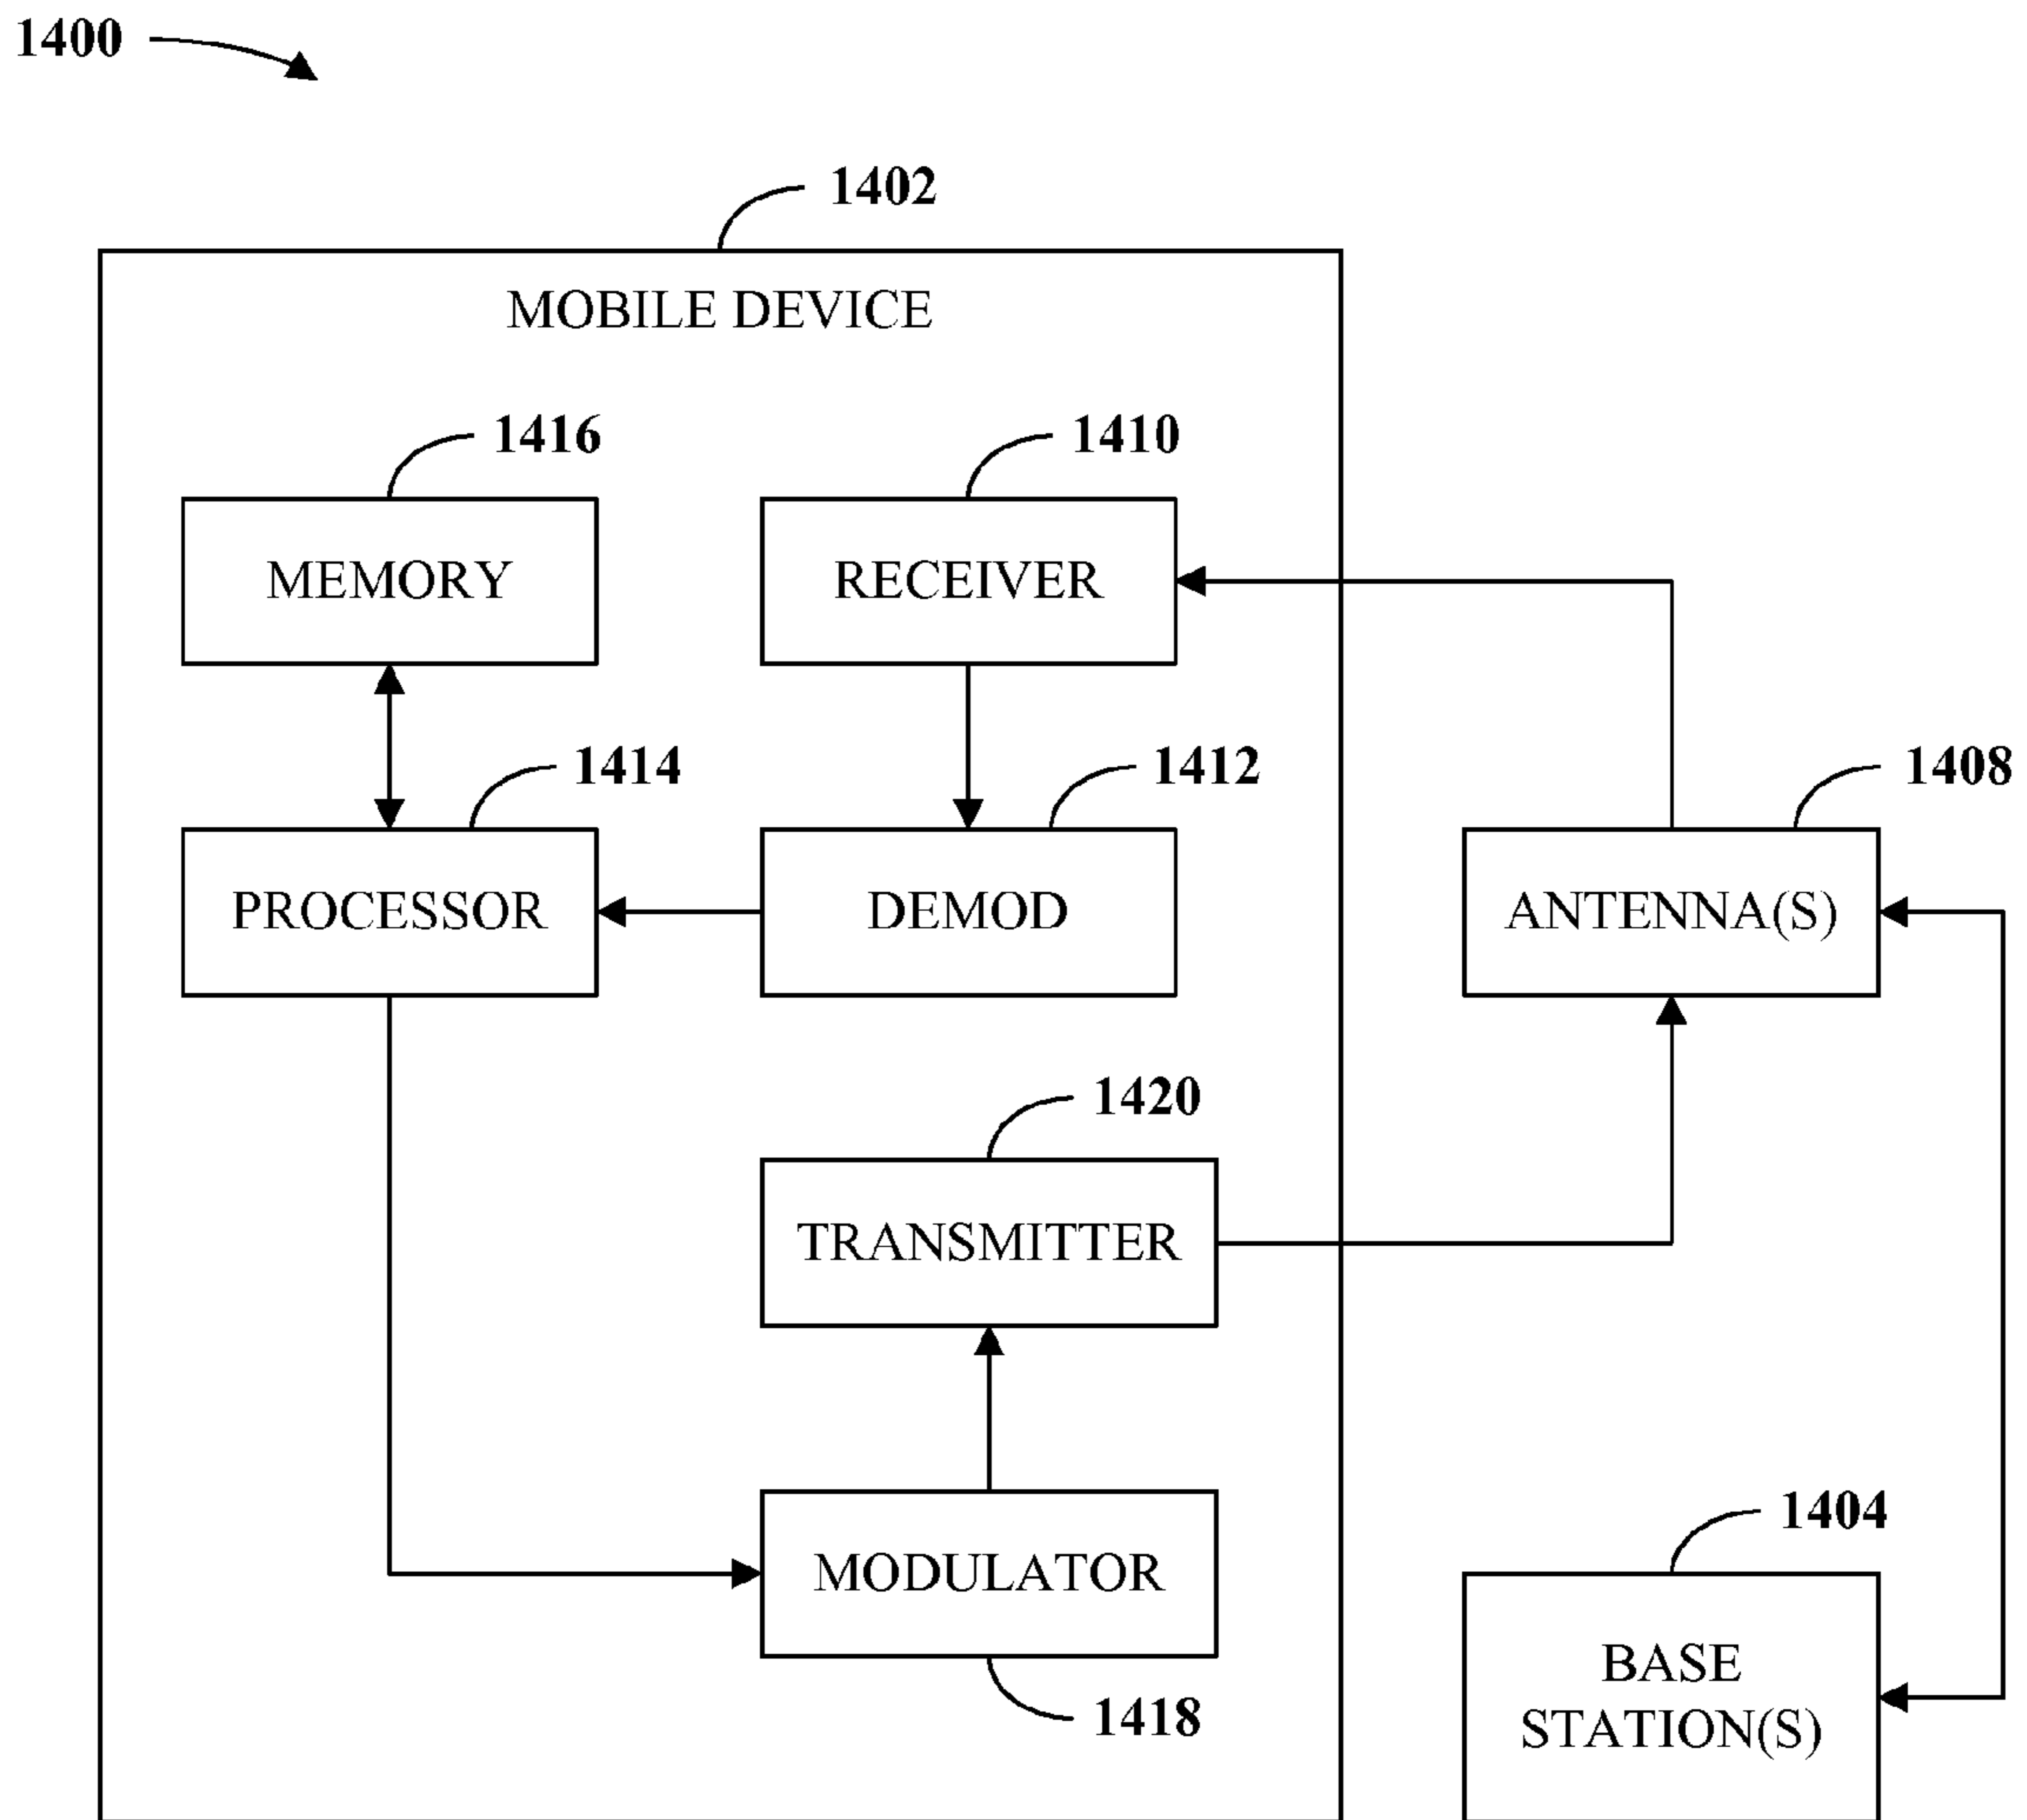 1400
1402
MOBILE DEVICE
1416
1410
MEMORY
RECEIVER
1414
1412
1408
PROCESSOR
DEMOD
ANTENNA(S)
1420
TRANSMITTER
1404
MODULATOR
BASE
STATION(S)
1418